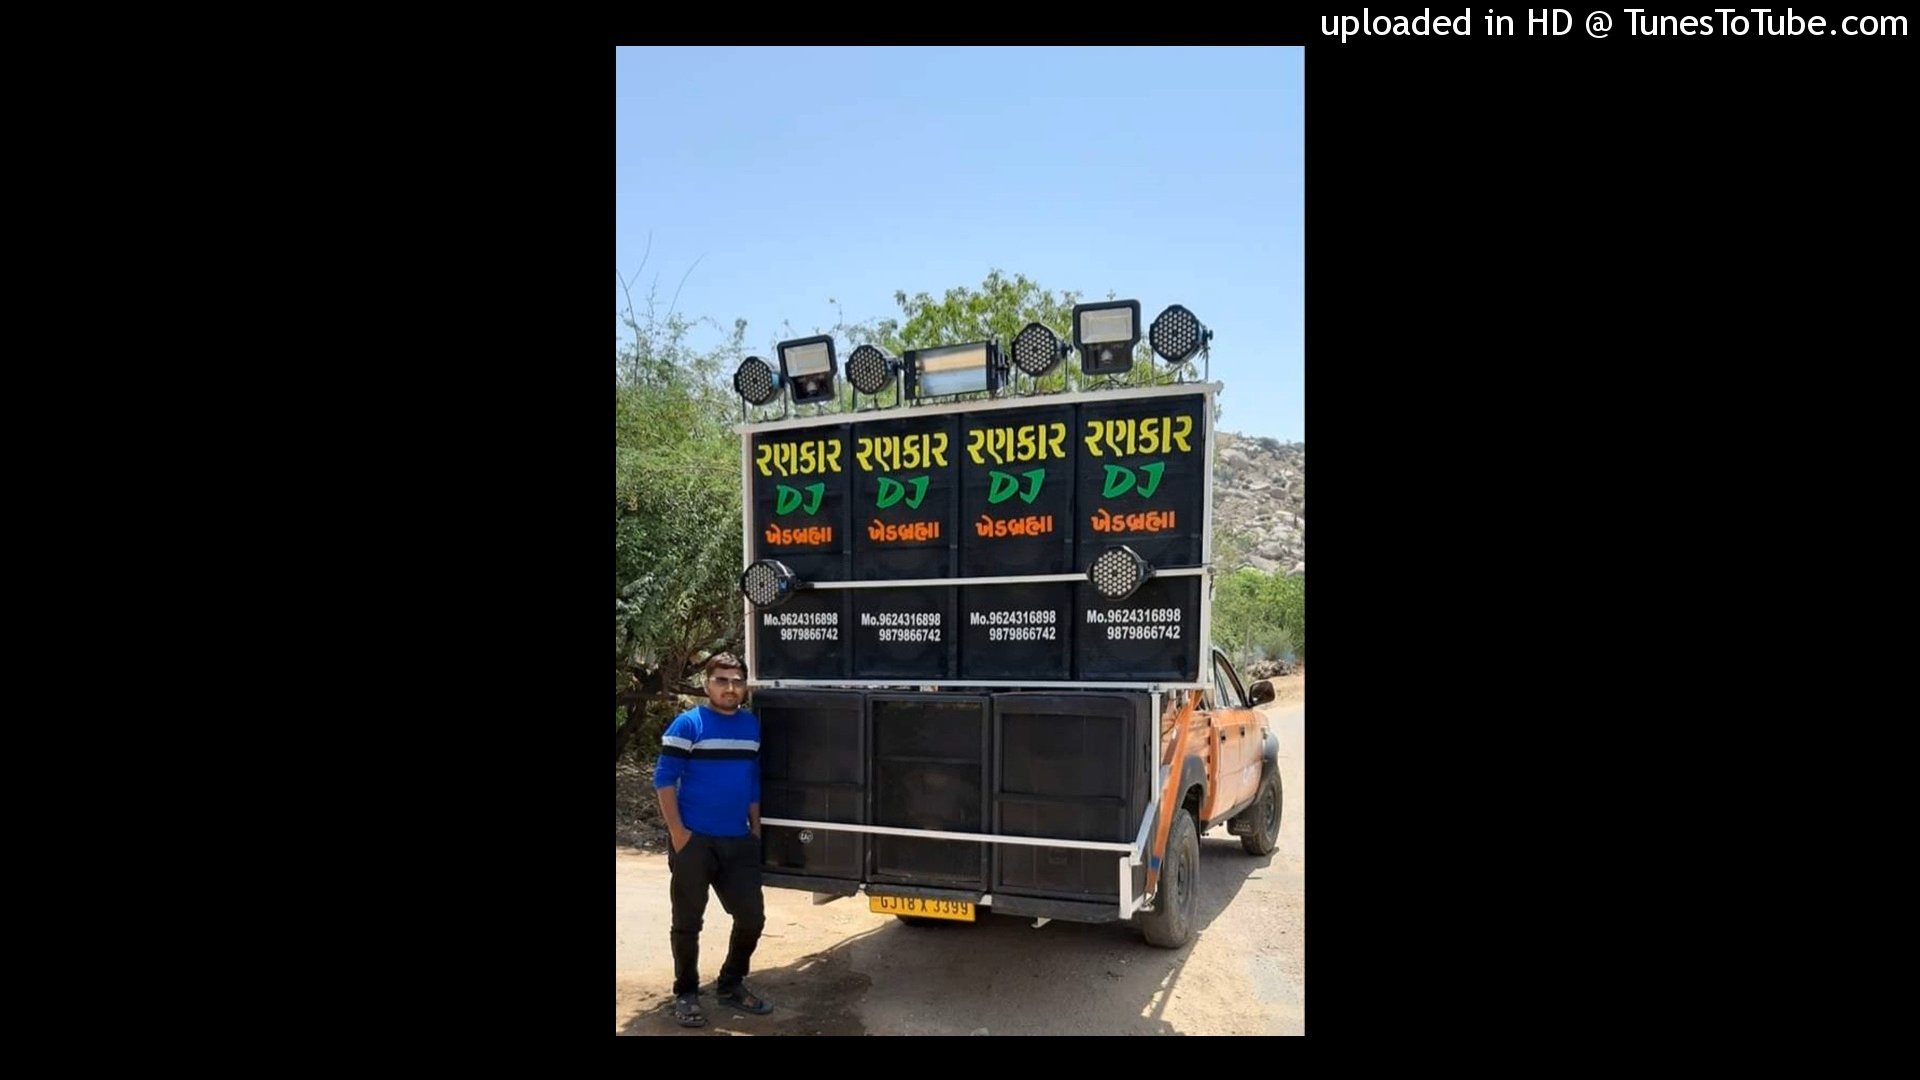 uploaded in HD @ TunesToTube.com
રણકાર રણકાર રણકાર રણકાર
DJ DJ DJ DJ
ખેડબ્રહ્મા ખેડબ્રહ્મા ખેડબ્રહ્મા ખેડબ્રહ્મા
Mo.9624316898 Mo.9624316898 Mo.9624316898 Mo.9624316898
9879866742 9879866742 9879866742 9879866742
GJ18 X 3399